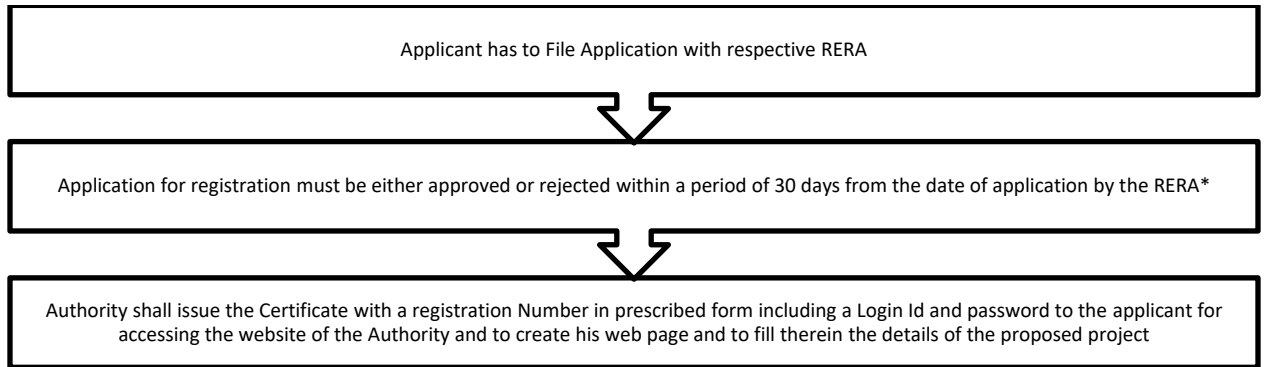 Applicant has to File Application with respective RERA
Application for registration must be either approved or rejected within a period of 30 days from the date of application by the RERA*
Authority shall issue the Certificate with a registration Number in prescribed form including a Login Id and password to the applicant for
accessing the website of the Authority and to create his web page and to fill therein the details of the proposed project